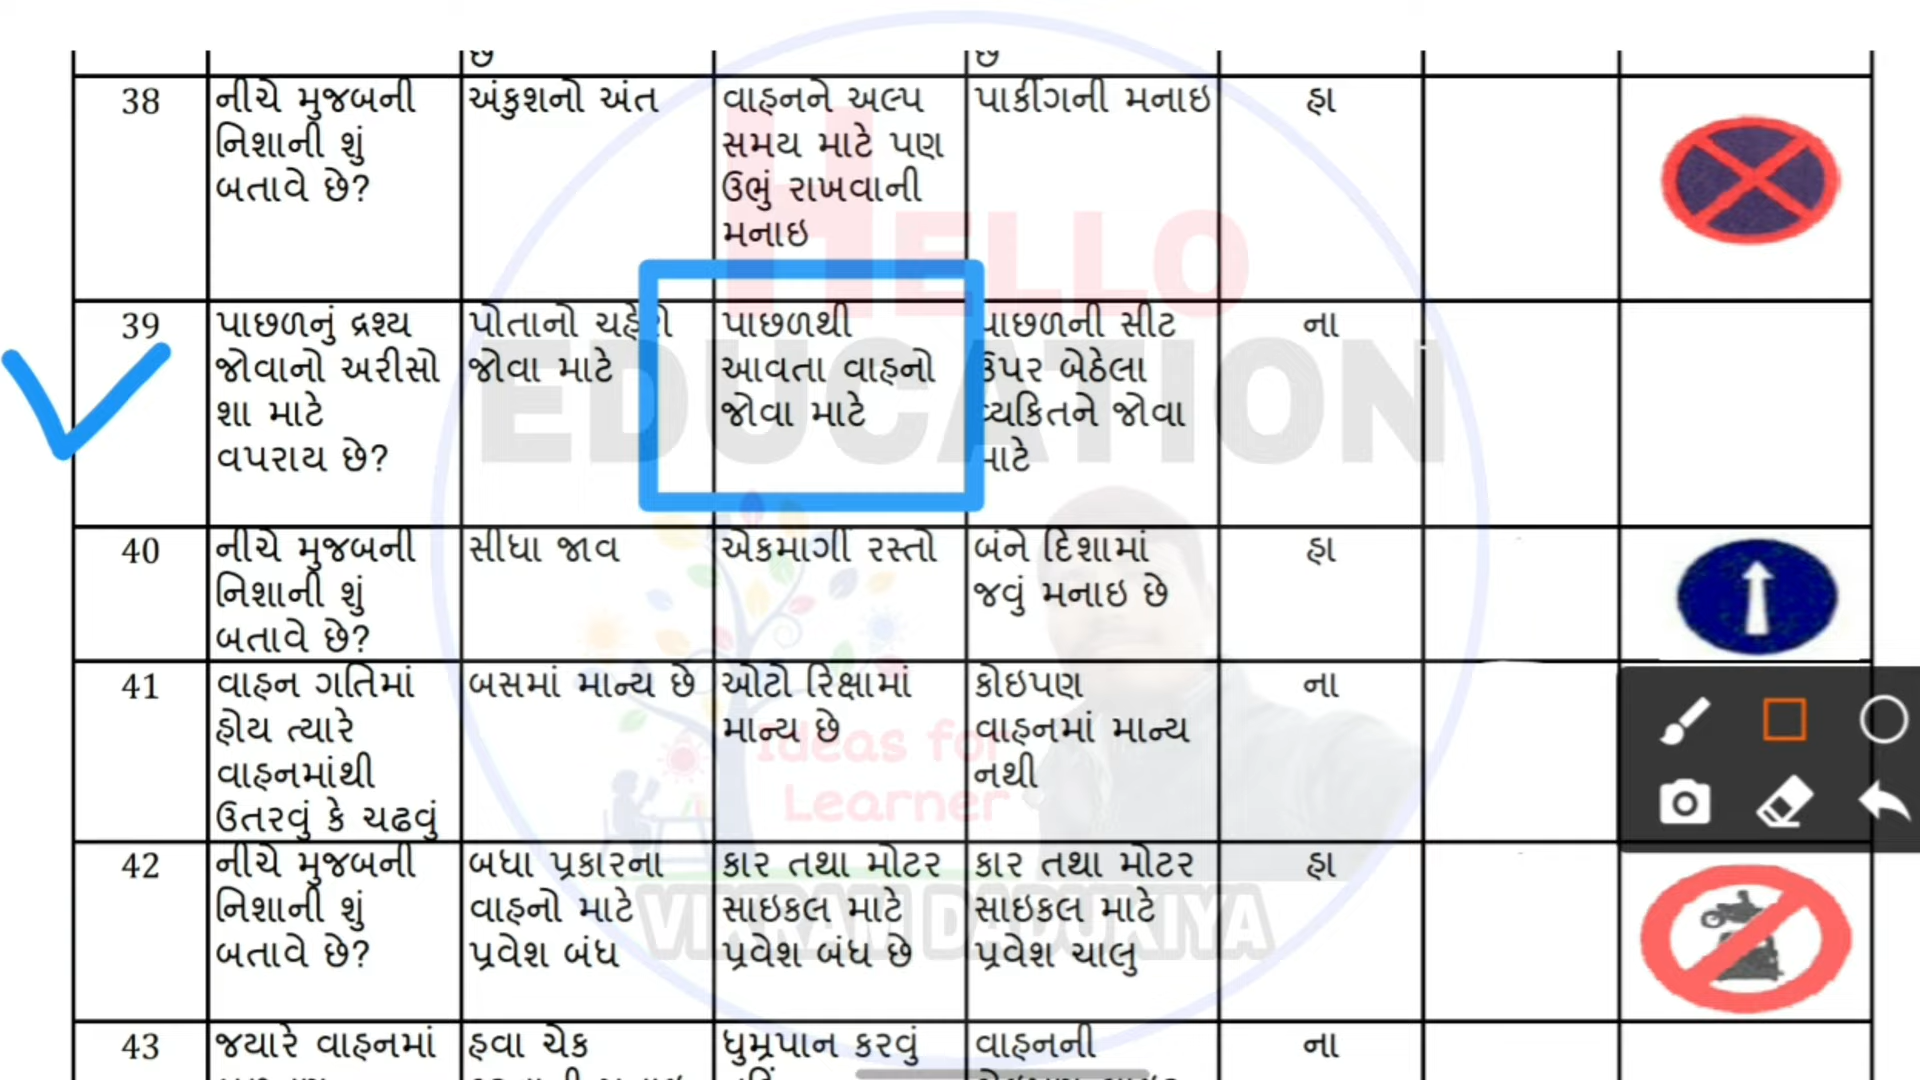 છે
છે
38
નીચે મુજબની
નિશાની શું
બતાવે છે?
અંકુશનો અંત
વાહનને અલ્પ
સમય માટે પણ
ઉભું રાખવાની
મનાઇ
પાર્કીગની મનાઇ
હા
39
પાછળનું દ્રશ્ય
જોવાનો અરીસો
શા માટે
વપરાય છે?
પોતાનો ચહેરો
જોવા માટે
પાછળથી
આવતા વાહનો
જોવા માટે
પાછળની સીટ
ઉપર બેઠેલા
વ્યકિતને જોવા
માટે
ના
40
નીચે મુજબની
નિશાની શું
બતાવે છે?
સીધા જાવ
એકમાર્ગી રસ્તો
બંને દિશામાં
જવું મનાઇ છે
હા
41
વાહન ગતિમાં
હોય ત્યારે
વાહનમાંથી
ઉતરવું કે ચઢવું
બસમાં માન્ય છે
ઓટો રિક્ષામાં
માન્ય છે
કોઇપણ
વાહનમાં માન્ય
નથી
ના
42
નીચે મુજબની
નિશાની શું
બતાવે છે?
બધા પ્રકારના
વાહનો માટે
પ્રવેશ બંધ
કાર તથા મોટર
સાઇકલ માટે
પ્રવેશ બંધ છે
કાર તથા મોટર
સાઇકલ માટે
પ્રવેશ ચાલુ
હા
43
જયારે વાહનમાં
હવા ચેક
ધુમ્રપાન કરવું
વાહનની
ના
HELLO
EDUCATION
Ideas for
Learner
VIKRAM DADUKIYA